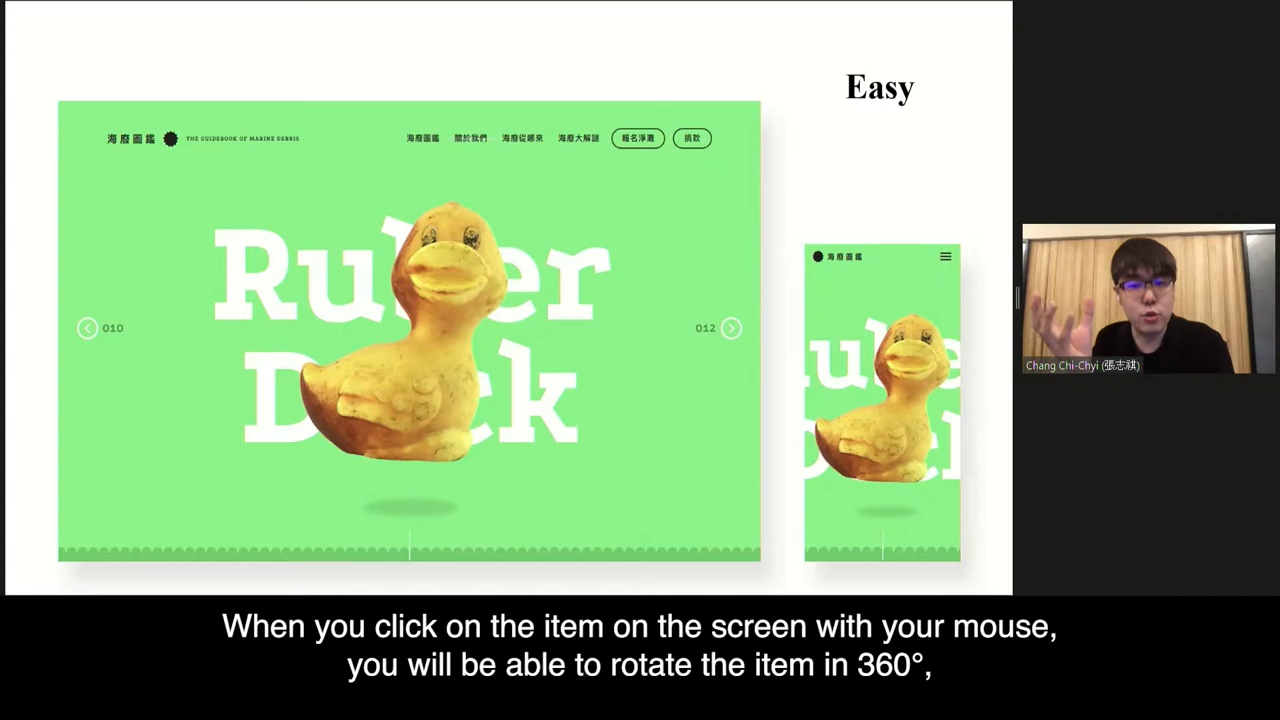 Easy
海廢圖鑑 THE GUIDEBOOK OF MARINE DEBRIS 海廢圖鑑 關於我們 海廢從哪來 海廢大解謎 報名淨灘 捐款
Ru er
D ck
010
012
海廢圖鑑
Chang Chi-Chyi (張志祺)
When you click on the item on the screen with your mouse,
you will be able to rotate the item in 360°,